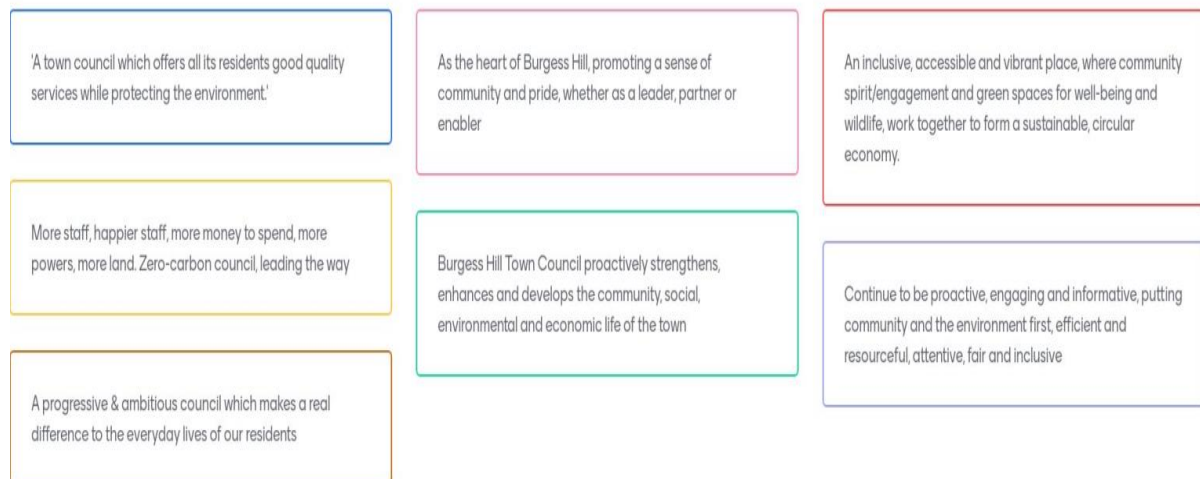 'A town council which offers all its residents good quality
services while protecting the environment.'
More staff, happier staff, more money to spend, more
powers, more land. Zero-carbon council, leading the way
A progressive & ambitious council which makes a real
difference to the everyday lives of our residents
As the heart of Burgess Hill, promoting a sense of
community and pride, whether as a leader, partner or
enabler
Burgess Hill Town Council proactively strengthens,
enhances and develops the community, social,
environmental and economic life of the town
An inclusive, accessible and vibrant place, where community
spirit/engagement and green spaces for well-being and
wildlife, work together to form a sustainable, circular
economy.
Continue to be proactive, engaging and informative, putting
community and the environment first, efficient and
resourceful, attentive, fair and inclusive